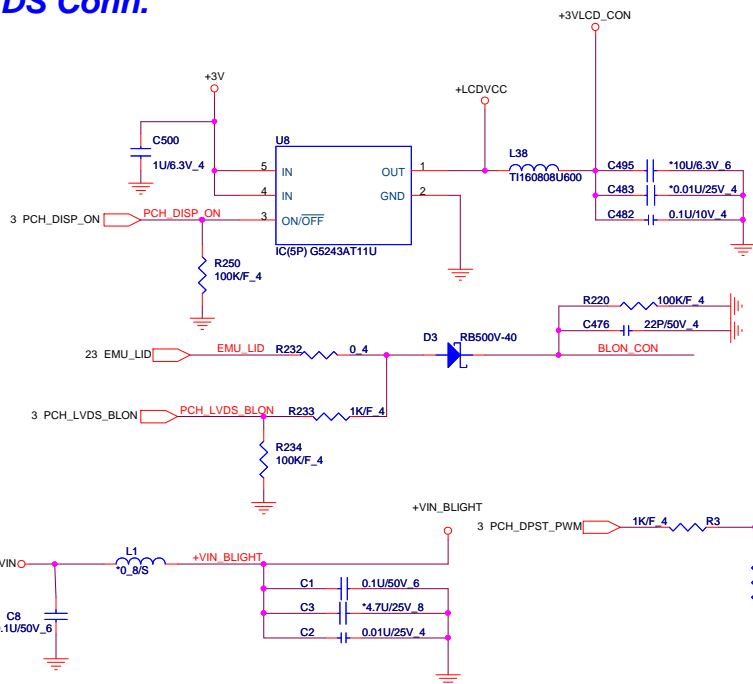 DS Conn.
+3VLCD_CON
+3V
+LCDVCC
C500
1U/6.3V_4
U8
5 IN
4 IN
3 ON/OFF
OUT 1
GND 2
IC(5P) G5243AT11U
L38
TI160808U600
C495 *10U/6.3V_6
C483 *0.01U/25V_4
C482 0.1U/10V_4
3 PCH_DISP_ON PCH_DISP_ON
R250
100K/F_4
R220 100K/F_4
C476 22P/50V_4
D3 RB500V-40
23 EMU_LID EMU_LID R232 0_4
BLON_CON
3 PCH_LVDS_BLON PCH_LVDS_BLON R233 1K/F_4
R234
100K/F_4
+VIN_BLIGHT
3 PCH_DPST_PWM 1K/F_4 R3
VIN L1 +VIN_BLIGHT
*0_8/S
C1 0.1U/50V_6
C3 *4.7U/25V_8
C2 0.01U/25V_4
C8
.1U/50V_6